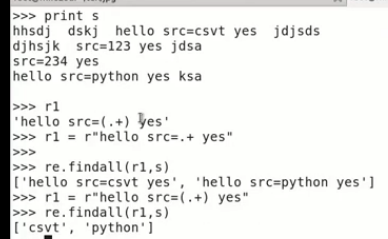 >>> print s
hhsdj  dskj  hello src=csvt yes  jdjsds
djhsjk  src=123 yes jdsa
src=234 yes
hello src=python yes ksa

>>> r1
'hello src=(.+) yes'
>>> r1 = r"hello src=.+ yes"
>>>
>>> re.findall(r1,s)
['hello src=csvt yes', 'hello src=python yes']
>>> r1 = r"hello src=(.+) yes"
>>> re.findall(r1,s)
['csvt', 'python']